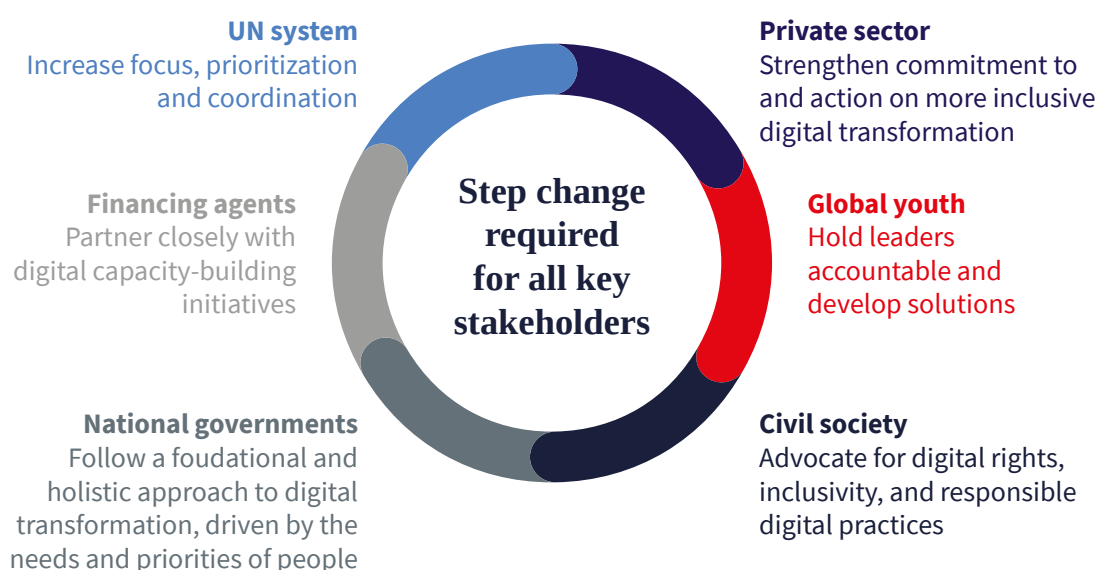 UN system
Increase focus, prioritization
and coordination
Private sector
Strengthen commitment to
and action on more inclusive
digital transformation
Financing agents
Partner closely with
digital capacity-building
initiatives
Step change
required
for all key
stakeholders
Global youth
Hold leaders
accountable and
develop solutions
National governments
Follow a foudational and
holistic approach to digital
transformation, driven by the
needs and priorities of people
Civil society
Advocate for digital rights,
inclusivity, and responsible
digital practices